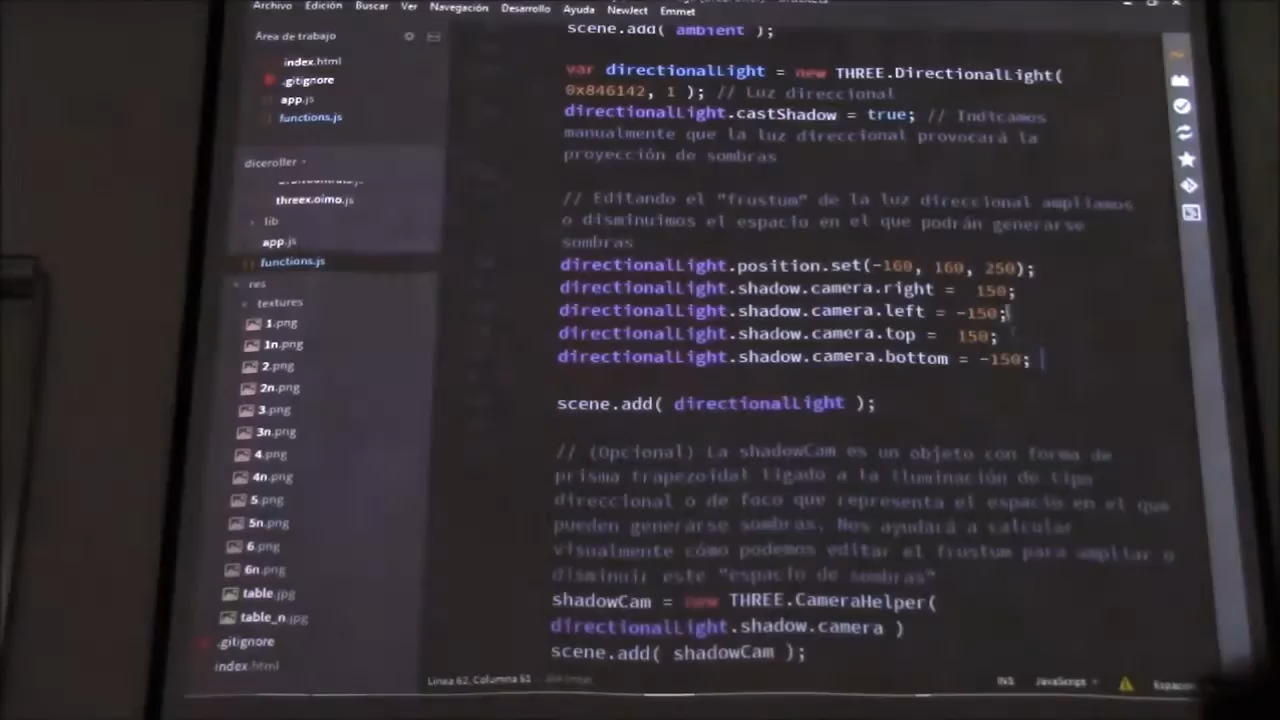 Archivo Edición Buscar Ver Navegación Desarrollo Ayuda NewJect Emmet
Área de trabajo
index.html
.gitignore
app.js
functions.js
diceroller
threex.oimo.js
lib
app.js
functions.js
res
textures
1.png
1n.png
2.png
2n.png
3.png
3n.png
4.png
4n.png
5.png
5n.png
6.png
6n.png
table.jpg
table_n.jpg
.gitignore
index.html
scene.add( ambient );
var directionalLight = new THREE.DirectionalLight(
0x846142, 1 ); // Luz direccional
directionalLight.castShadow = true; // Indicamos
manualmente que la luz direccional provocará la
proyección de sombras
// Editando el "frustum" de la luz direccional ampliamos
o disminuimos el espacio en el que podrán generarse
sombras
directionalLight.position.set(-160, 160, 250);
directionalLight.shadow.camera.right = 150;
directionalLight.shadow.camera.left = -150;
directionalLight.shadow.camera.top = 150;
directionalLight.shadow.camera.bottom = -150;
scene.add( directionalLight );
// (Opcional) La shadowCam es un objeto con forma de
prisma trapezoidal ligado a la iluminación de tipo
direccional o de foco que representa el espacio en el que
pueden generarse sombras. Nos ayudará a calcular
visualmente cómo podemos editar el frustum para ampliar o
disminuir este "espacio de sombras"
shadowCam = new THREE.CameraHelper(
directionalLight.shadow.camera )
scene.add( shadowCam );
Línea 62, Columna 51
INS JavaScript